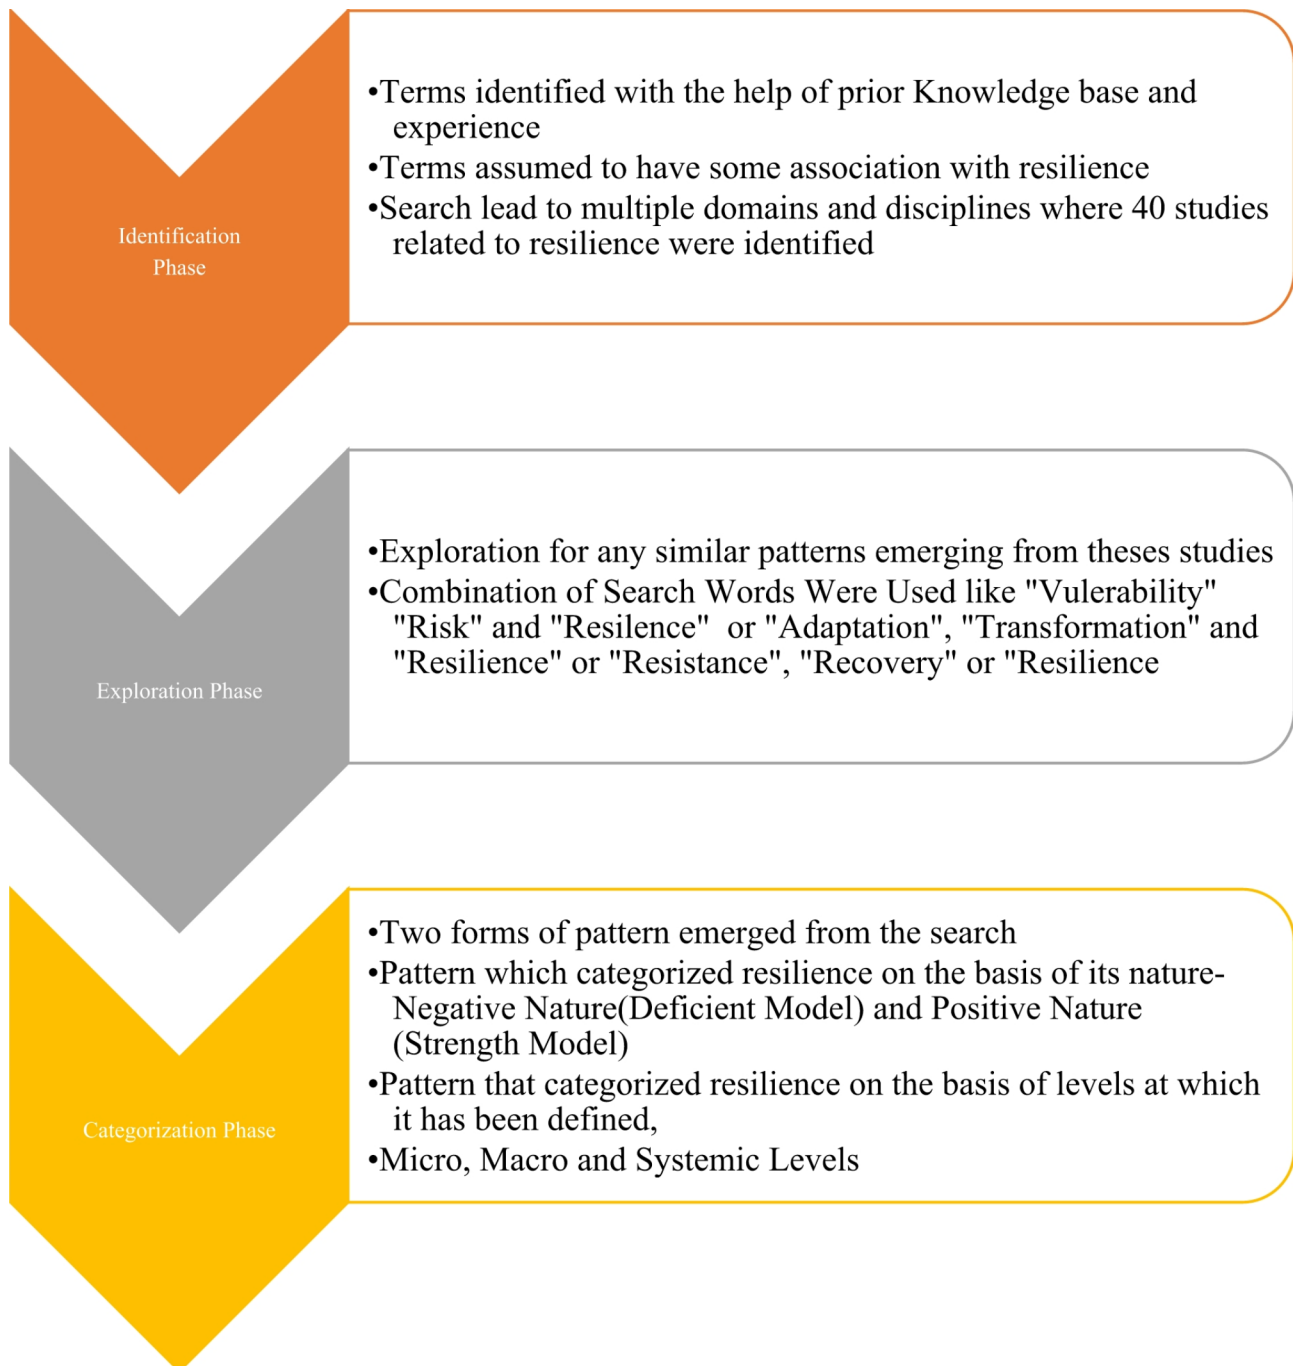 Identification
Phase
•Terms identified with the help of prior Knowledge base and
experience
•Terms assumed to have some association with resilience
•Search lead to multiple domains and disciplines where 40 studies
related to resilience were identified
Exploration Phase
•Exploration for any similar patterns emerging from theses studies
•Combination of Search Words Were Used like "Vulerability"
"Risk" and "Resilence"  or "Adaptation", "Transformation" and
"Resilience" or "Resistance", "Recovery" or "Resilience
Categorization Phase
•Two forms of pattern emerged from the search
•Pattern which categorized resilience on the basis of its nature-
Negative Nature(Deficient Model) and Positive Nature
(Strength Model)
•Pattern that categorized resilience on the basis of levels at which
it has been defined,
•Micro, Macro and Systemic Levels